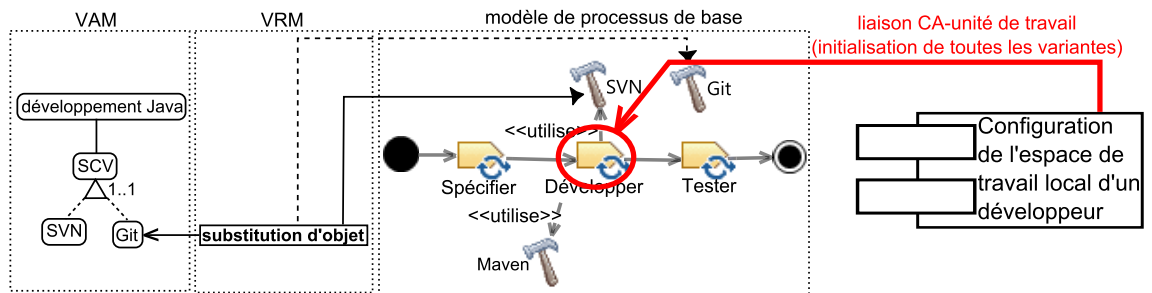 VAM
VRM
modèle de processus de base
liaison CA-unité de travail
(initialisation de toutes les variantes)
développement Java
SCV
1..1
SVN
Git
substitution d'objet
SVN
Git
<<utilise>>
Spécifier
Développer
Tester
<<utilise>>
Maven
Configuration
de l'espace de
travail local d'un
développeur